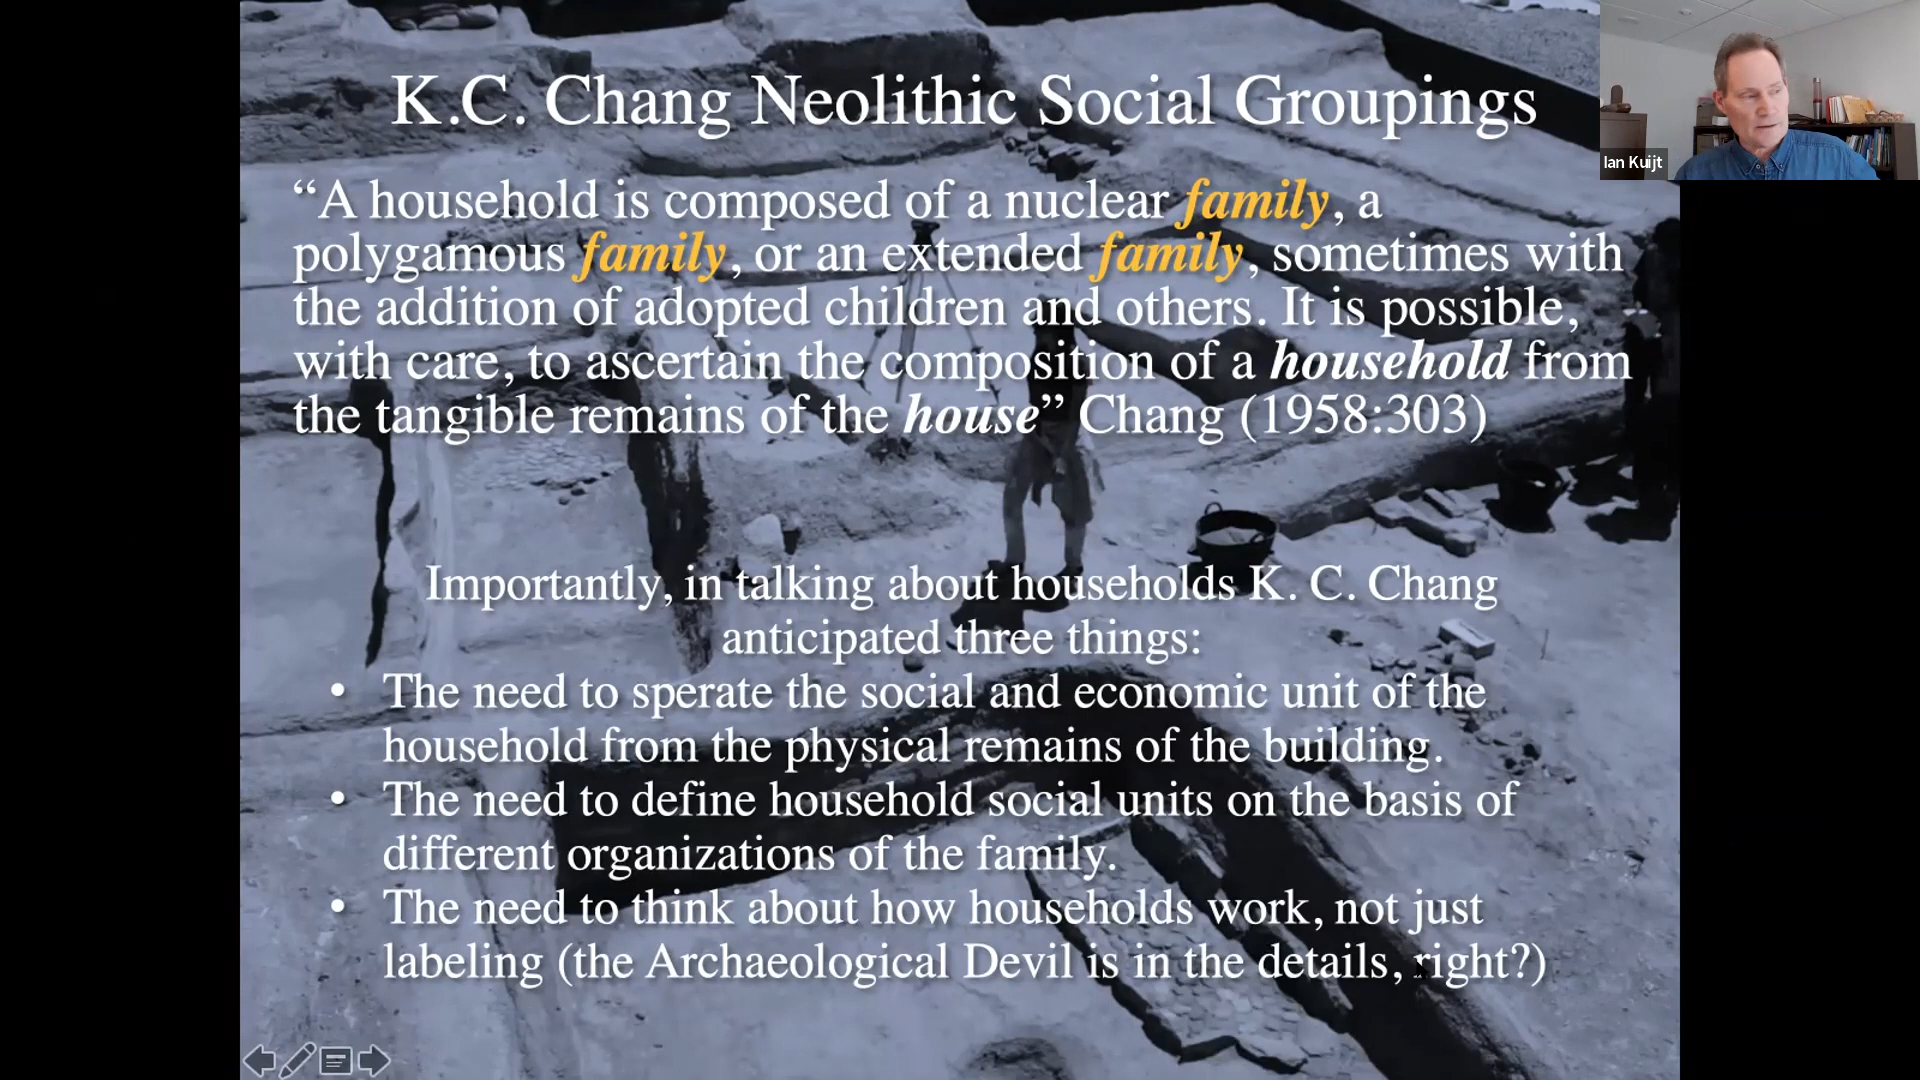 K.C. Chang Neolithic Social Groupings
Ian Kuijt
“A household is composed of a nuclear family, a
polygamous family, or an extended family, sometimes with
the addition of adopted children and others. It is possible,
with care, to ascertain the composition of a household from
the tangible remains of the house” Chang (1958:303)
Importantly, in talking about households K. C. Chang
anticipated three things:
• The need to sperate the social and economic unit of the
household from the physical remains of the building.
• The need to define household social units on the basis of
different organizations of the family.
• The need to think about how households work, not just
labeling (the Archaeological Devil is in the details, right?)